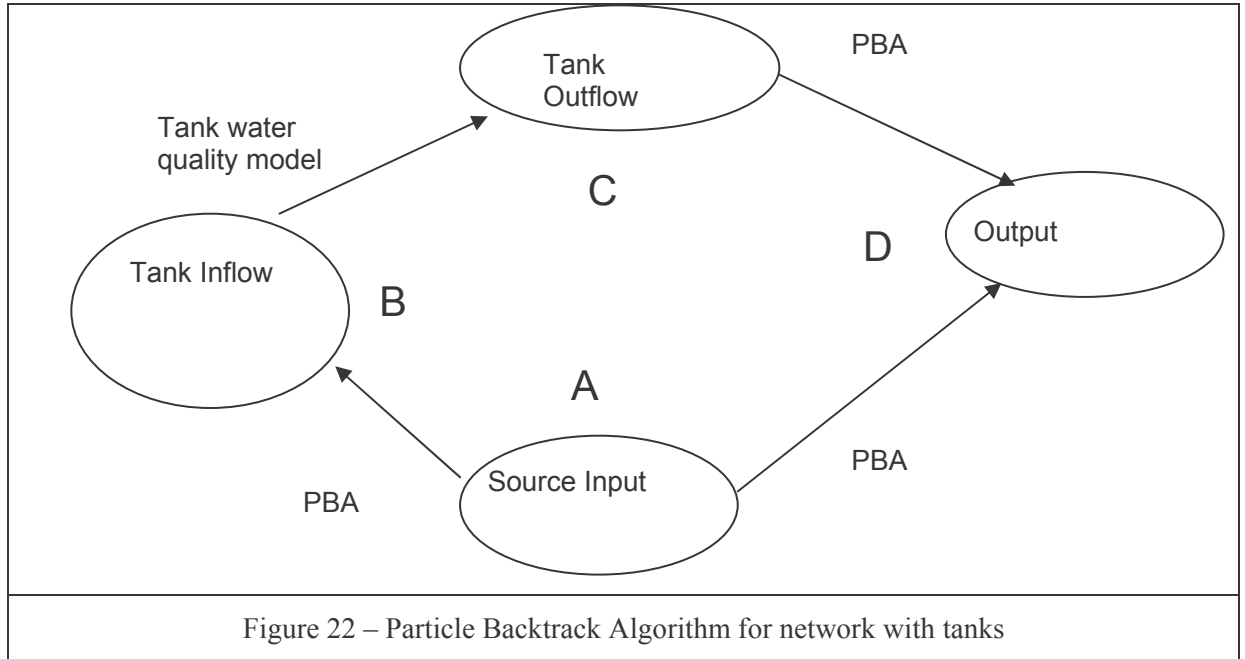 PBA
Tank
Outflow
Tank water
quality model
C
D
Output
Tank Inflow
B
A
Source Input
PBA
PBA
Figure 22 – Particle Backtrack Algorithm for network with tanks